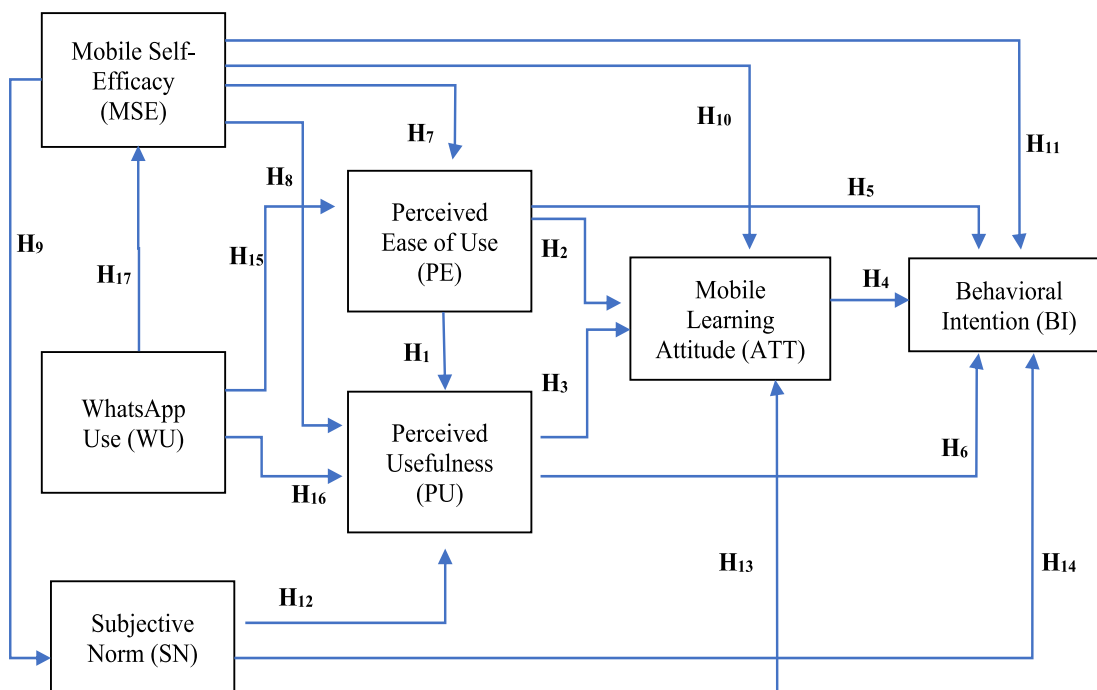 Mobile Self-
Efficacy
(MSE)
H7
H10
H11
H8
H5
Perceived
Ease of Use
(PE)
H9
H17
H15
H2
Mobile
Learning
Attitude (ATT)
H4
Behavioral
Intention (BI)
H1
H3
WhatsApp
Use (WU)
Perceived
Usefulness
(PU)
H6
H16
H13
H14
H12
Subjective
Norm (SN)